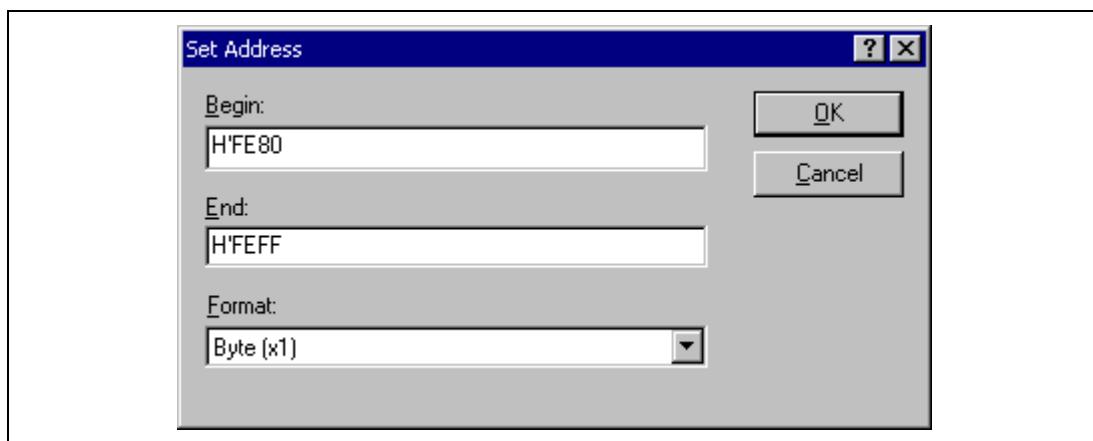 Set Address
Begin:
OK
H'FE80
Cancel
End:
H'FEFF
Format:
Byte (x1)